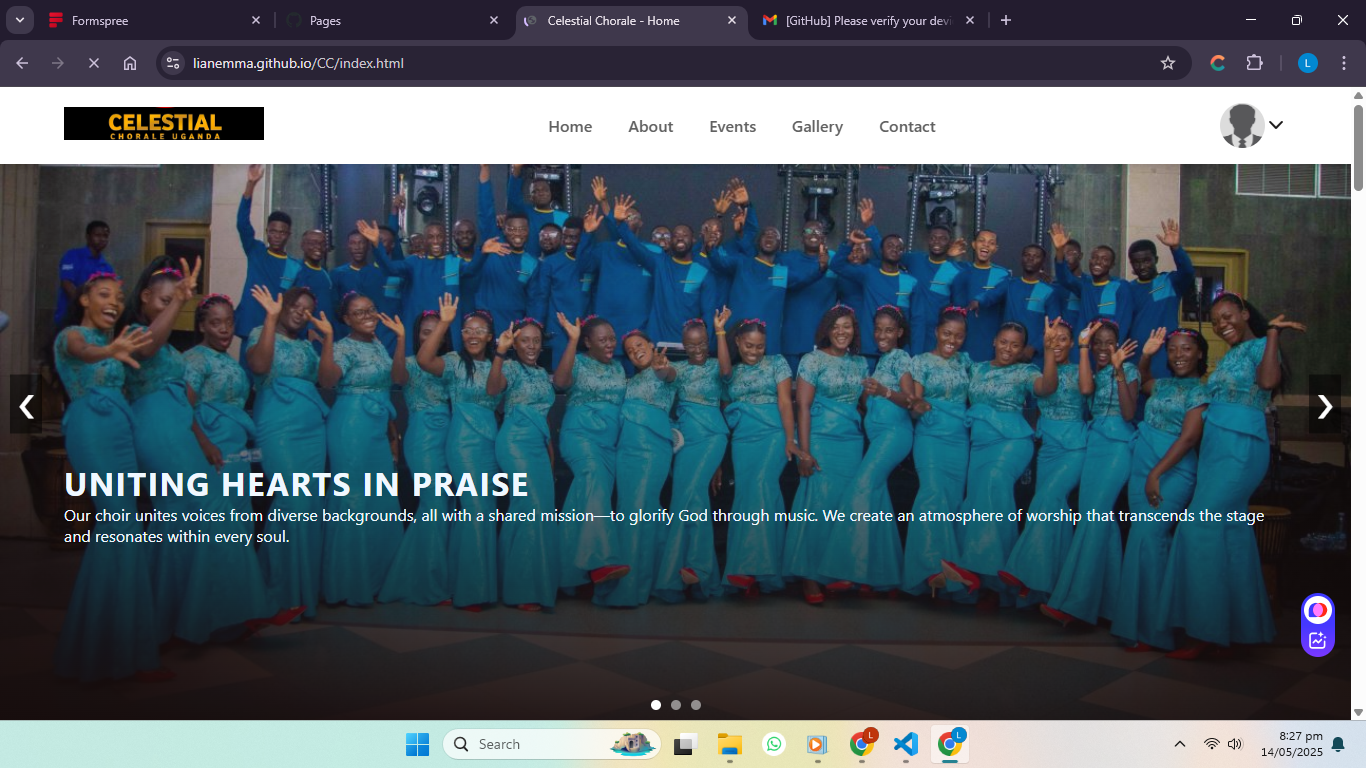 Formspree
Pages
Celestial Chorale - Home
[GitHub] Please verify your devi
lianemma.github.io/CC/index.html
L
CELESTIAL
CHORALE UGANDA
Home
About
Events
Gallery
Contact
UNITING HEARTS IN PRAISE
Our choir unites voices from diverse backgrounds, all with a shared mission—to glorify God through music. We create an atmosphere of worship that transcends the stage
and resonates within every soul.
Search
L
L
8:27 pm
14/05/2025